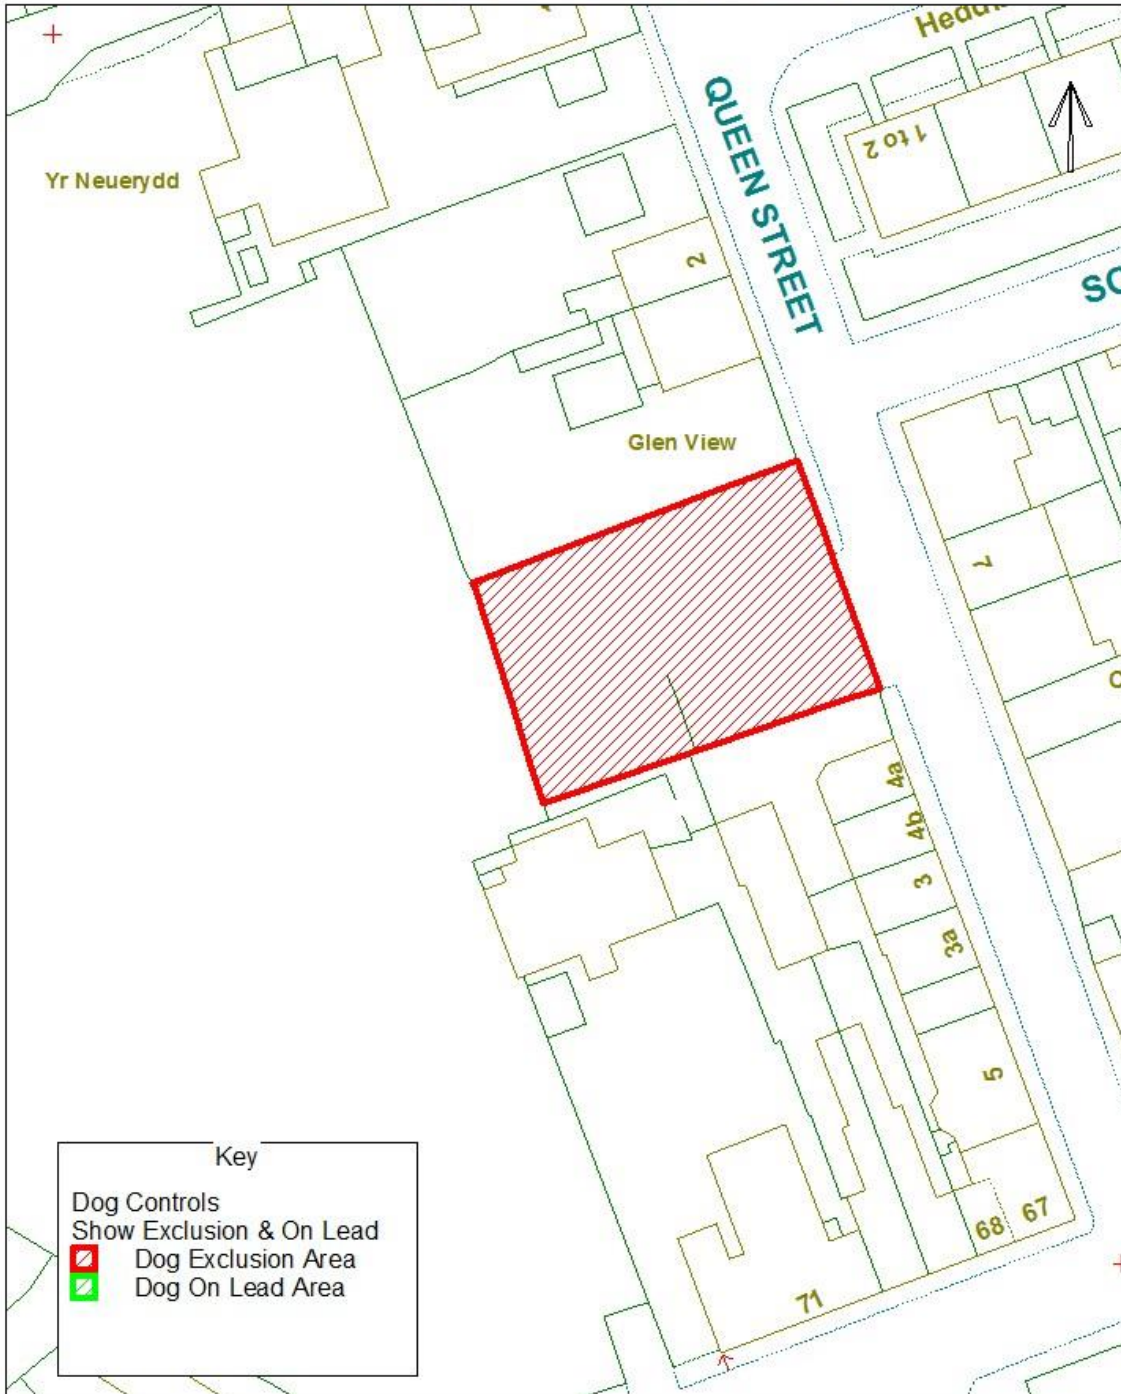 QUEEN STREET
1 to 2
Yr Neuerydd
2
Glen View
7
4a
4b
3
3a
5
67
68
71
Key
Dog Controls
Show Exclusion & On Lead
Dog Exclusion Area
Dog On Lead Area